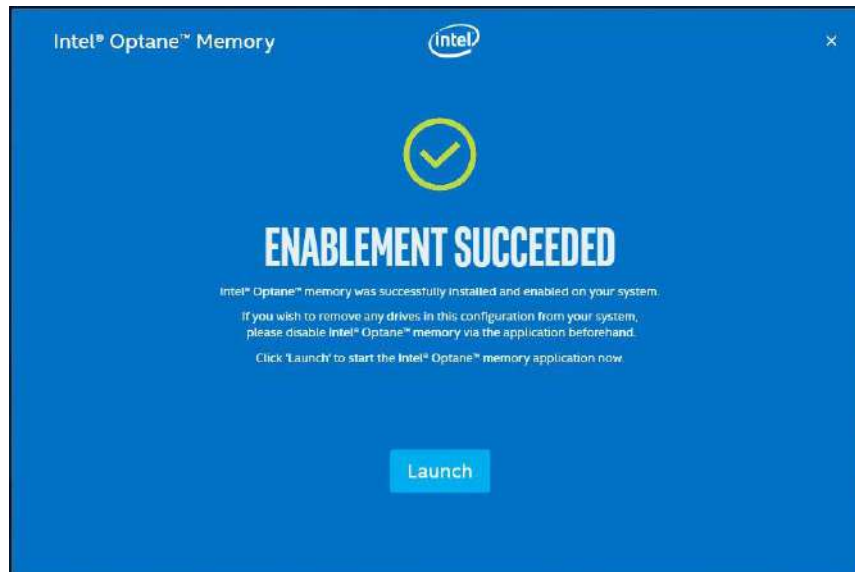 Intel® Optane™ Memory
intel
×
ENABLEMENT SUCCEEDED
Intel® Optane™ memory was successfully installed and enabled on your system.
If you wish to remove any drives in this configuration from your system,
please disable Intel® Optane™ memory via the application beforehand.
Click 'Launch' to start the Intel® Optane™ memory application now.
Launch